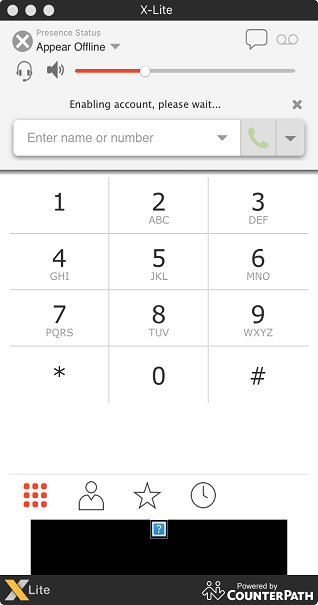 X-Lite
Presence Status
Appear Offline
Enabling account, please wait...
Enter name or number
1 2 3
ABC DEF
4 5 6
GHI JKL MNO
7 8 9
PQRS TUV WXYZ
* 0 #
?
X Lite
Powered by
COUNTERPATH